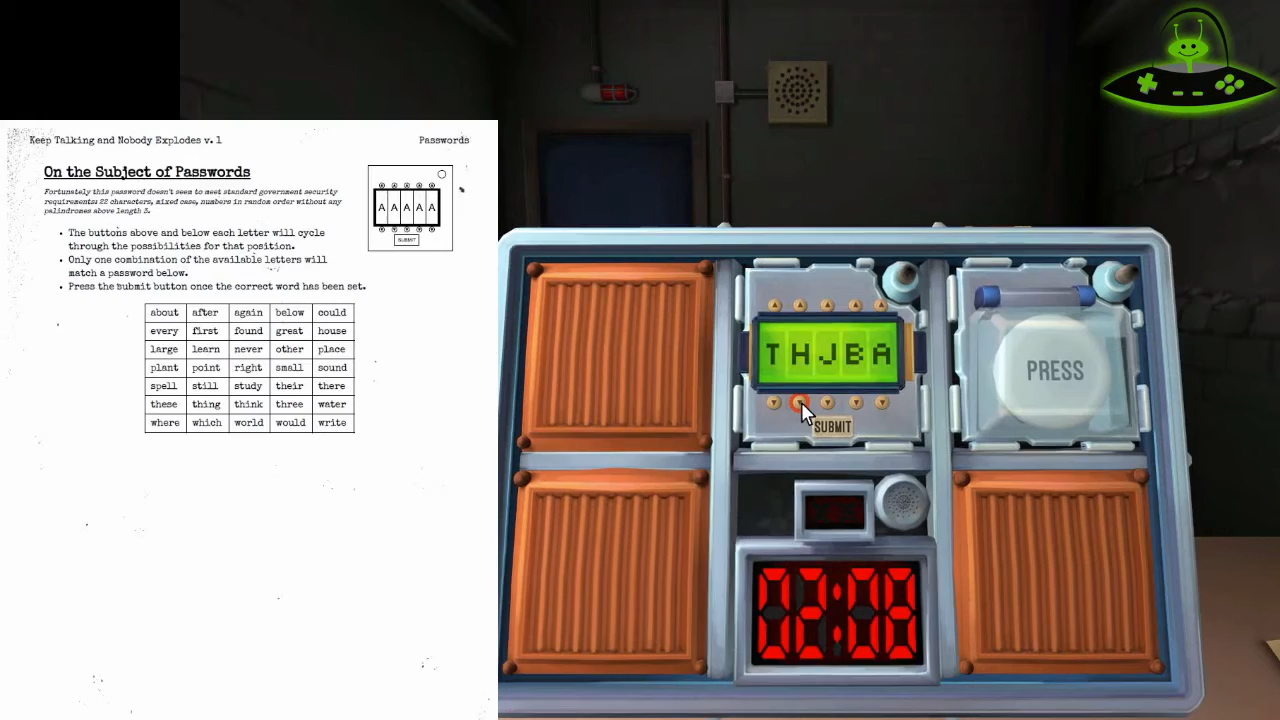 Keep Talking and Nobody Explodes v. 1
Passwords
On the Subject of Passwords
Fortunately this password doesn't seem to meet standard government security
requirements: 22 characters, mixed case, numbers in random order without any
palindromes above length 3.
A A A A A
SUBMIT
• The buttons above and below each letter will cycle
through the possibilities for that position.
• Only one combination of the available letters will
match a password below.
• Press the submit button once the correct word has been set.
about after again below could
every first found great house
large learn never other place
plant point right small sound
spell still study their there
these thing think three water
where which world would write
T H J B A
SUBMIT
PRESS
02:08